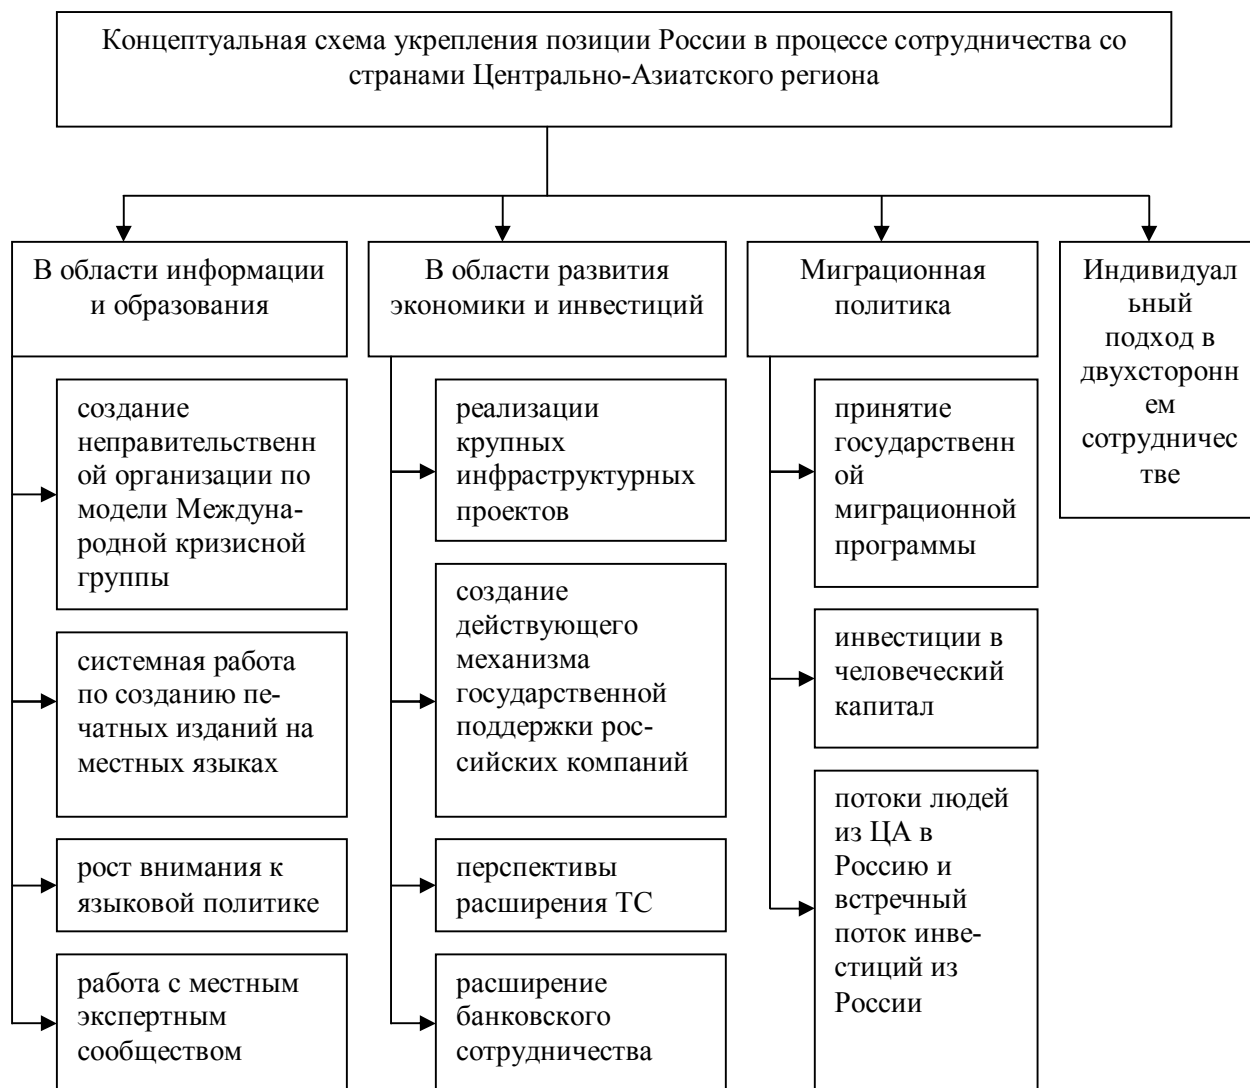 Концептуальная схема укрепления позиции России в процессе сотрудничества со
странами Центрально-Азиатского региона
В области информации
и образования
создание
неправительственн
ой организации по
модели Междуна-
родной кризисной
группы
системная работа
по созданию пе-
чатных изданий на
местных языках
рост внимания к
языковой политике
работа с местным
экспертным
сообществом
В области развития
экономики и инвестиций
реализации
крупных
инфраструктурных
проектов
создание
действующего
механизма
государственной
поддержки рос-
сийских компаний
перспективы
расширения ТС
расширение
банковского
сотрудничества
Миграционная
политика
принятие
государственн
ой
миграционной
программы
инвестиции в
человеческий
капитал
потоки людей
из ЦА в
Россию и
встречный
поток инве-
стиций из
России
Индивидуал
ьный
подход в
двухсторонн
ем
сотрудничес
тве